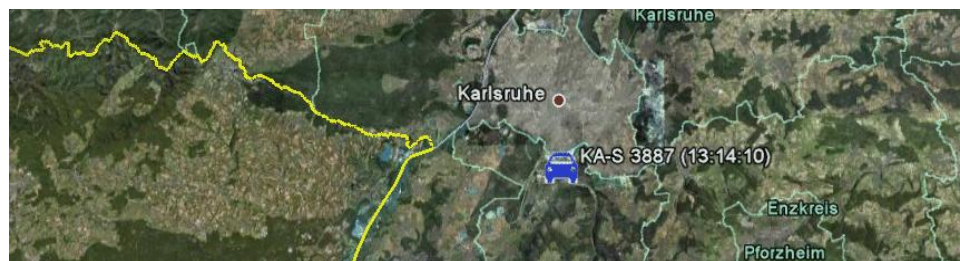 Karlsruhe
Karlsruhe
KA-S 3887 (13:14:10)
Enzkreis
Pforzheim